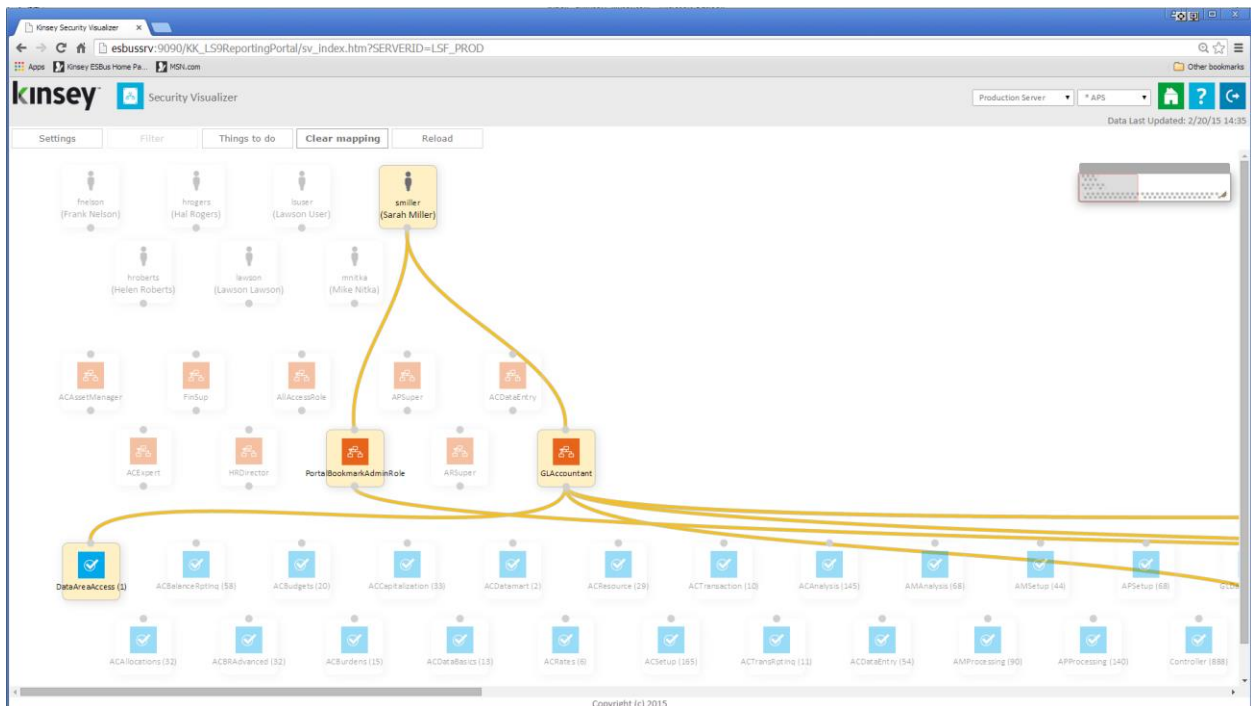 Kinsey Security Visualizer
esbussrv:9090/KK_LS9ReportingPortal/sv_index.htm?SERVERID=LSF_PROD
Apps Kinsey ESBus Home Pa... MSN.com Other bookmarks
kinsey Security Visualizer Production Server * APS ?
Data Last Updated: 2/20/15 14:35
Settings Filter Things to do Clear mapping Reload
fnelson hrogers lsuser smiller
(Frank Nelson) (Hal Rogers) (Lawson User) (Sarah Miller)
hroberts lawson mnitka
(Helen Roberts) (Lawson Lawson) (Mike Nitka)
ACAssetManager FinSup AllAccessRole APSuper ACDataEntry
ACExpert HRDirector PortalBookmarkAdminRole ARSuper GLAccountant
DataAreaAccess (1) ACBalanceRpting (58) ACBudgets (20) ACCapitalization (33) ACDatamart (2) ACResource (29) ACTransaction (10) ACAnalysis (145) AMAnalysis (66) AMSetup (44) APSetup (68)
ACAllocations (32) ACBRAdvanced (32) ACBurdens (15) ACDataBasics (13) ACRates (6) ACSetup (165) ACTransRpting (11) ACDataEntry (54) AMProcessing (90) APProcessing (140) Controller (688)
Copyright (c) 2015